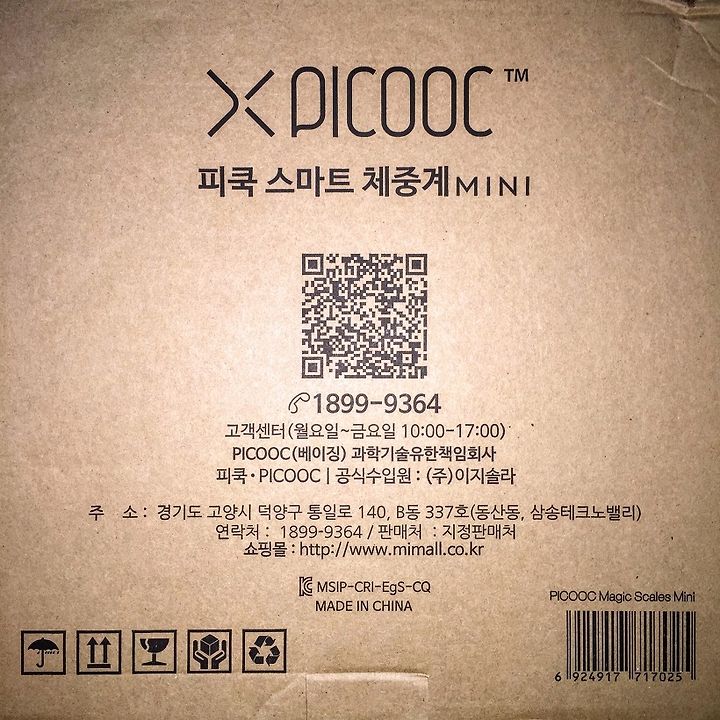 PICOOC™
피쿡 스마트 체중계 MINI
1899-9364
고객센터(월요일~금요일 10:00-17:00)
PICOOC(베이징) 과학기술유한책임회사
피쿡·PICOOC | 공식수입원 : (주)이지솔라
주 소 : 경기도 고양시 덕양구 통일로 140, B동 337호(동산동, 삼송테크노밸리)
연락처 : 1899-9364 / 판매처 : 지정판매처
쇼핑몰 : http://www.mimall.co.kr
MSIP-CRI-EgS-CQ
MADE IN CHINA
PICOOC Magic Scales Mini
6 924917 717025